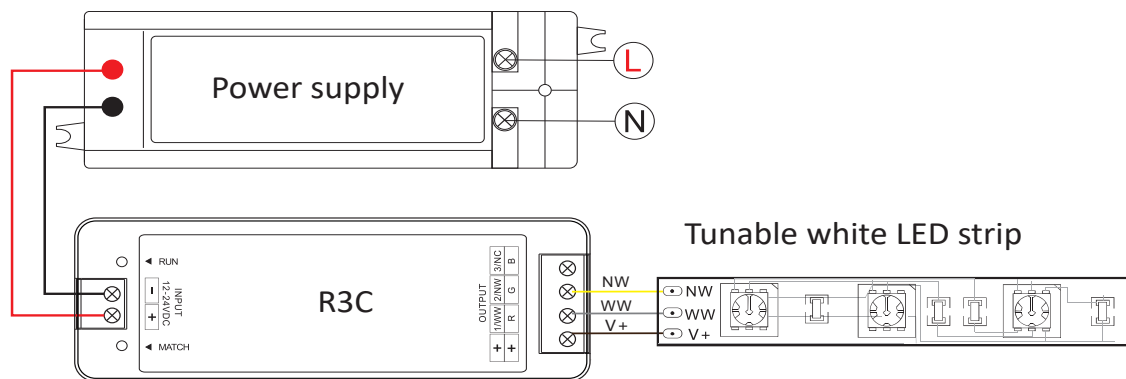 Power supply
L
N
Tunable white LED strip
RUN
INPUT
12-24VDC
- +
R3C
MATCH
OUTPUT
+ 1/WW 2/NW 3/NC
+ R G B
NW
WW
V+
NW
WW
V+